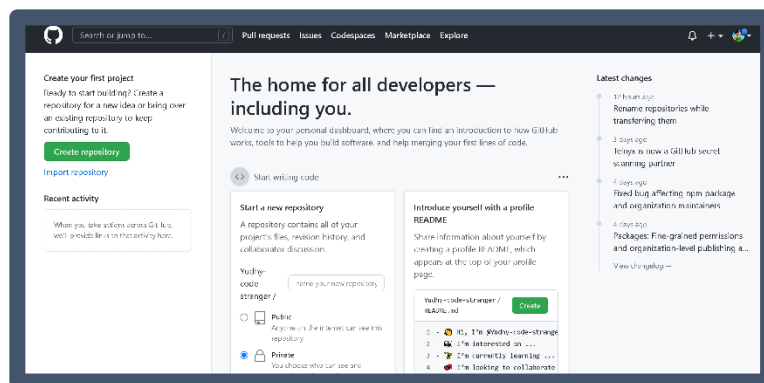 Search or jump to...
/
Pull requests Issues Codespaces Marketplace Explore
Create your first project
Ready to start building? Create a
repository for a new idea or bring over
an existing repository to keep
contributing to it.
Create repository
Import repository
Recent activity
When you take actions across GitHub,
we'll provide links to that activity here.
The home for all developers —
including you.
Welcome to your personal dashboard, where you can find an introduction to how GitHub
works, tools to help you build software, and help merging your first lines of code.
<> Start writing code
Start a new repository
A repository contains all of your
project's files, revision history, and
collaborator discussion.
Yudhy-
code-
stranger /
name your new repository
Public
Anyone on the internet can see this
repository
Private
You choose who can see and
Introduce yourself with a profile
README
Share information about yourself by
creating a profile README, which
appears at the top of your profile
page.
Yudhy-code-stranger /
README.md
Create
1 - 👋 Hi, I'm @Yudhy-code-strange
2 - 👀 I'm interested in ...
3 - 🌱 I'm currently learning ...
4 - 💞️ I'm looking to collaborate
Latest changes
12 hours ago
Rename repositories while
transferring them
3 days ago
Telnyx is now a GitHub secret
scanning partner
4 days ago
Fixed bug affecting npm package
and organization maintainers
4 days ago
Packages: Fine-grained permissions
and organization-level publishing a...
View changelog →